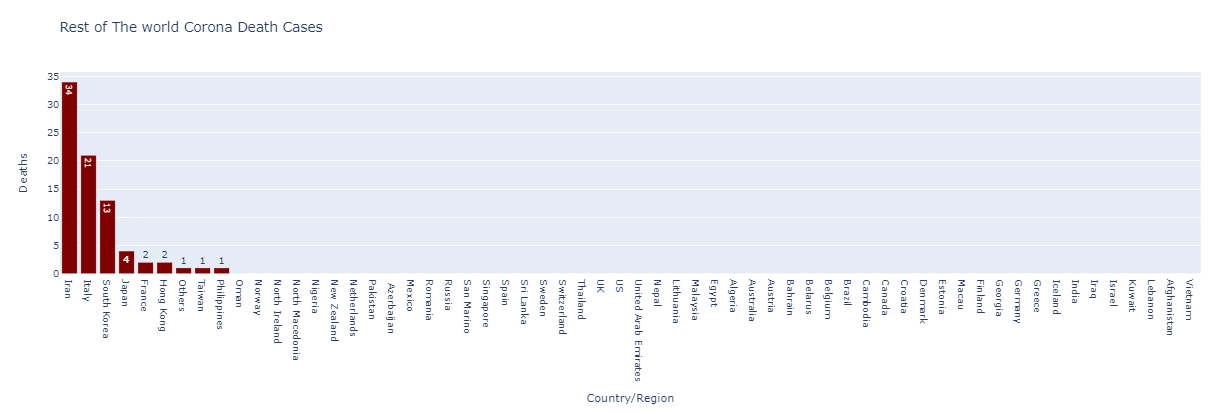 Rest of The world Corona Death Cases
35
30
25
20
15
10
5
0
Deaths
34
21
13
4
2
2
1
1
1
Iran
Italy
South Korea
Japan
France
Hong Kong
Others
Taiwan
Philippines
Oman
Norway
North Ireland
North Macedonia
Nigeria
New Zealand
Netherlands
Pakistan
Azerbaijan
Mexico
Romania
Russia
San Marino
Singapore
Spain
Sri Lanka
Sweden
Switzerland
Thailand
UK
US
United Arab Emirates
Nepal
Lithuania
Malaysia
Egypt
Algeria
Australia
Austria
Bahrain
Belarus
Belgium
Brazil
Cambodia
Canada
Croatia
Denmark
Estonia
Macau
Finland
Georgia
Germany
Greece
Iceland
India
Iraq
Israel
Kuwait
Lebanon
Afghanistan
Vietnam
Country/Region